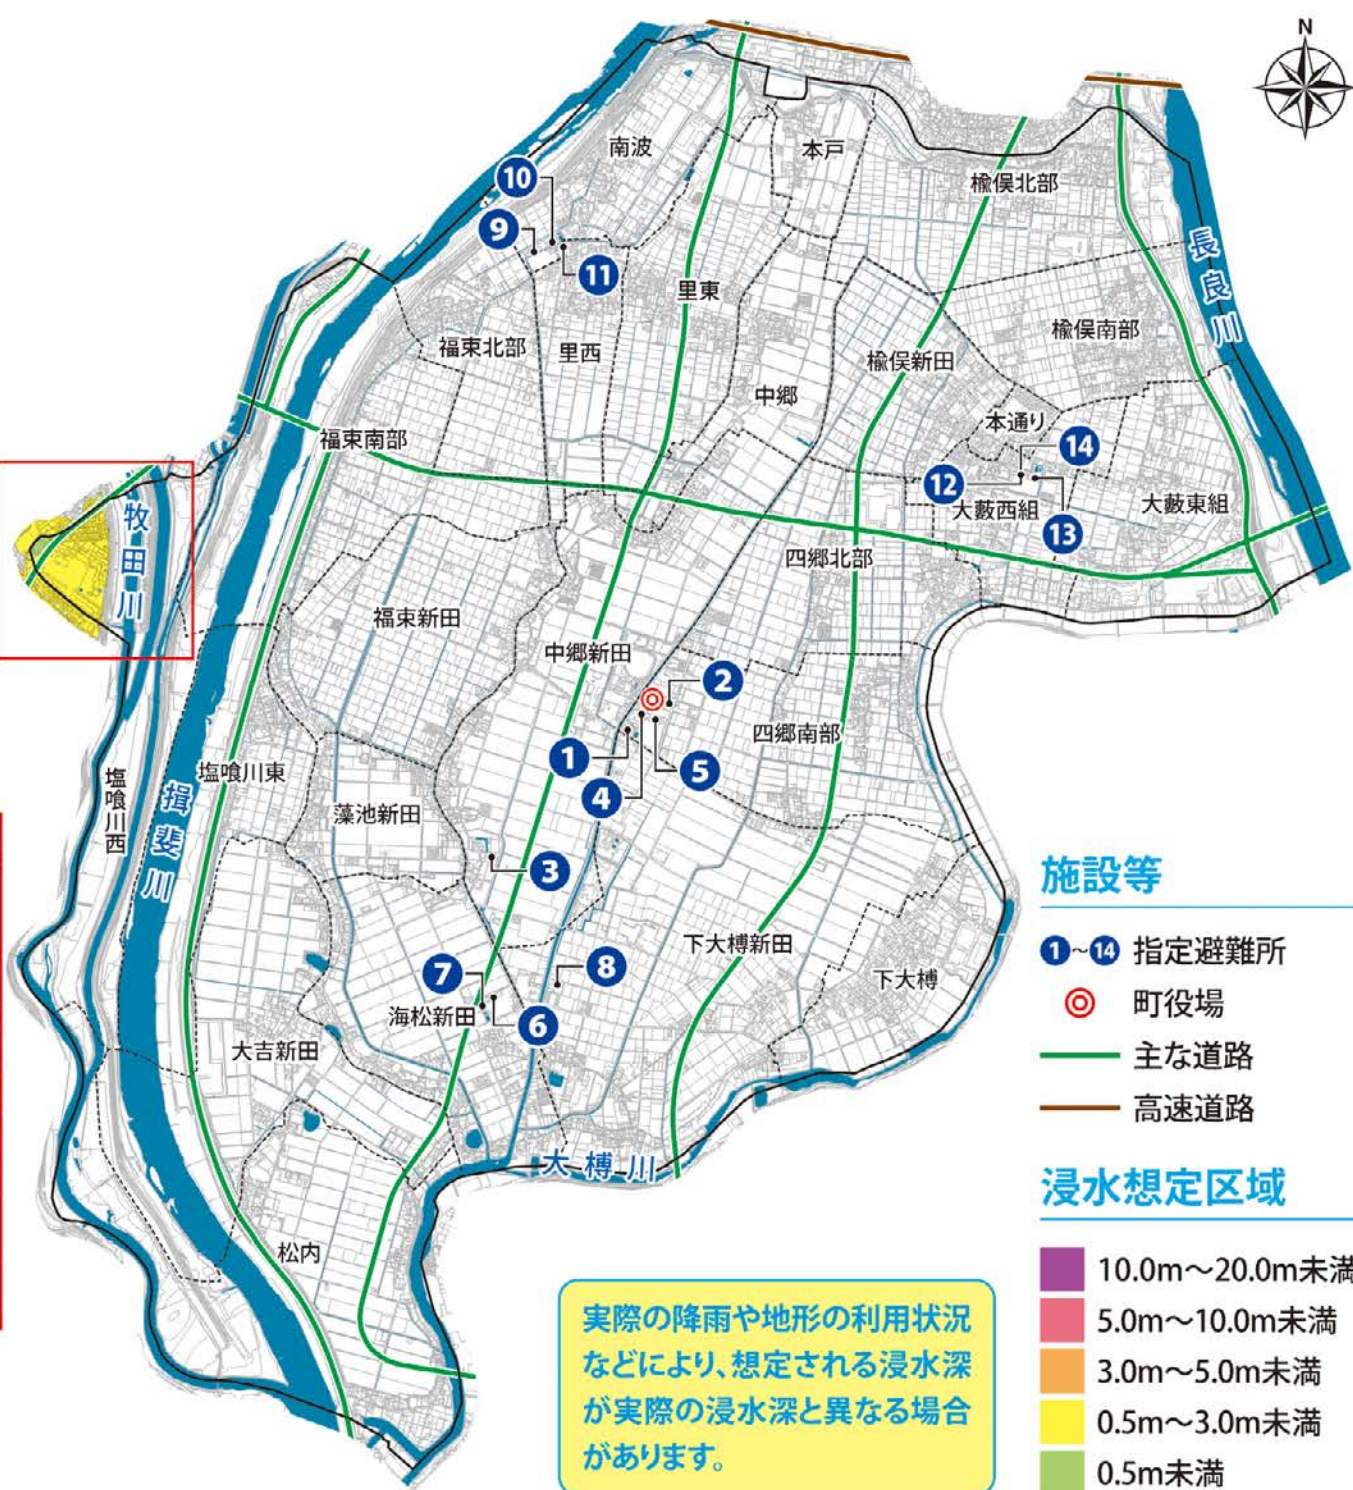 N
南波
本戸
楡俣北部
10
9
11
長良川
里東
福束北部
里西
楡俣南部
楡俣新田
中郷
本通り
福束南部
14
12
大藪西組
大藪東組
13
牧田川
四郷北部
福束新田
中郷新田
2
四郷南部
1
5
4
塩喰川東
塩喰川西
揖斐川
藻池新田
3
下大榑新田
下大榑
7
8
海松新田
6
大吉新田
大榑川
松内
施設等
1~14 指定避難所
町役場
主な道路
高速道路
浸水想定区域
10.0m～20.0m未満
5.0m～10.0m未満
3.0m～5.0m未満
0.5m～3.0m未満
0.5m未満
実際の降雨や地形の利用状況
などにより、想定される浸水深
が実際の浸水深と異なる場合
があります。